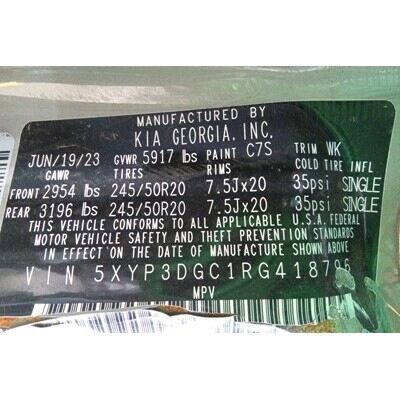 MANUFACTURED BY
KIA GEORGIA, INC.
JUN/19/23 GVWR 5917 lbs PAINT C7S TRIM WK
GAWR TIRES RIMS COLD TIRE INFL
FRONT 2954 lbs 245/50R20 7.5Jx20 35psi SINGLE
REAR 3196 lbs 245/50R20 7.5Jx20 35psi SINGLE
THIS VEHICLE CONFORMS TO ALL APPLICABLE U.S.A. FEDERAL
MOTOR VEHICLE SAFETY AND THEFT PREVENTION STANDARDS
IN EFFECT ON THE DATE OF MANUFACTURE SHOWN ABOVE.
VIN 5XYP3DGC1RG418796
MPV